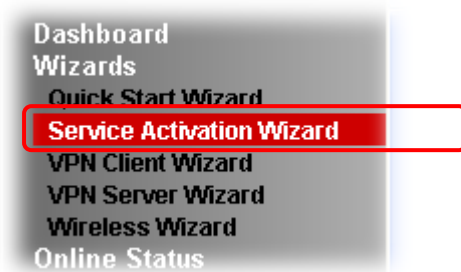 Dashboard
Wizards
Quick Start Wizard
Service Activation Wizard
VPN Client Wizard
VPN Server Wizard
Wireless Wizard
Online Status